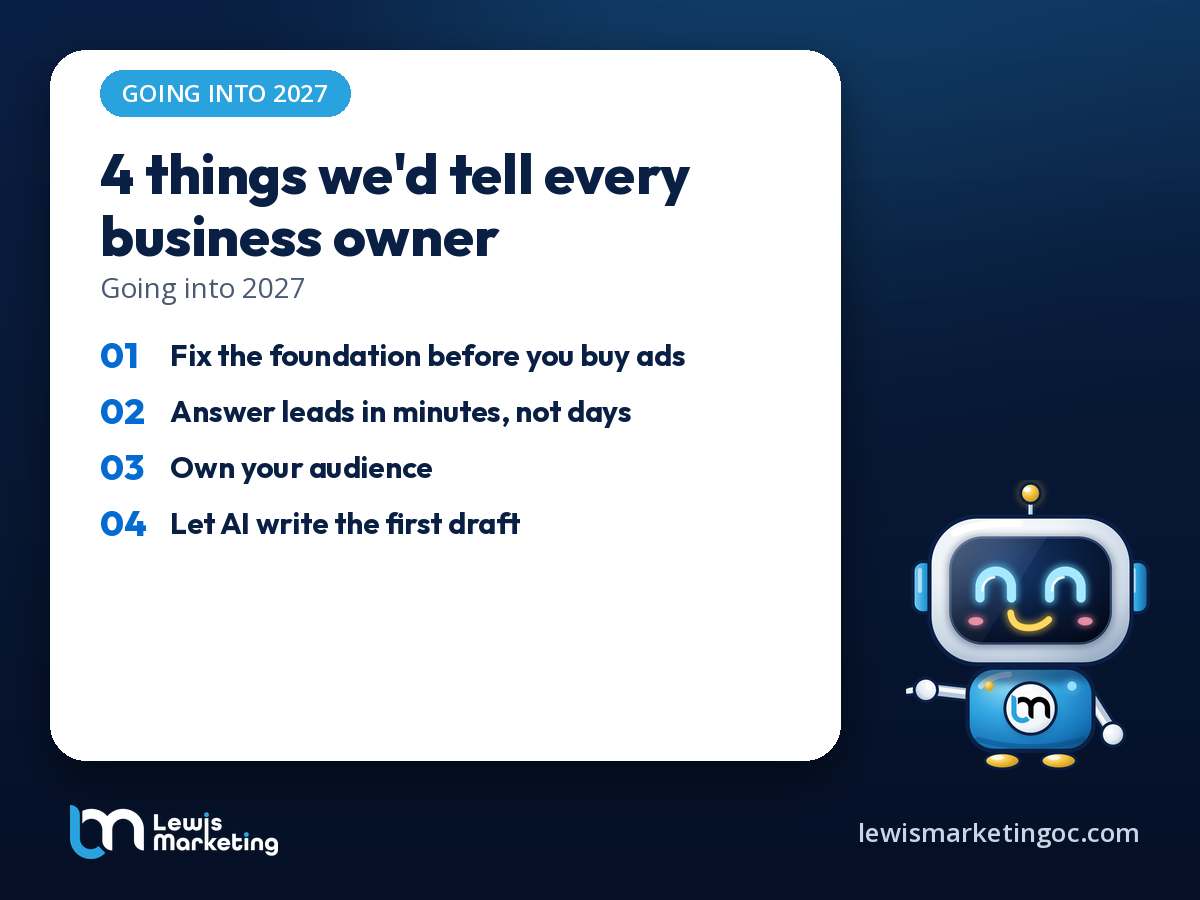 GOING INTO 2027
4 things we'd tell every
business owner
Going into 2027
01 Fix the foundation before you buy ads
02 Answer leads in minutes, not days
03 Own your audience
04 Let AI write the first draft
bm
Lewis
Marketing
lewismarketingoc.com